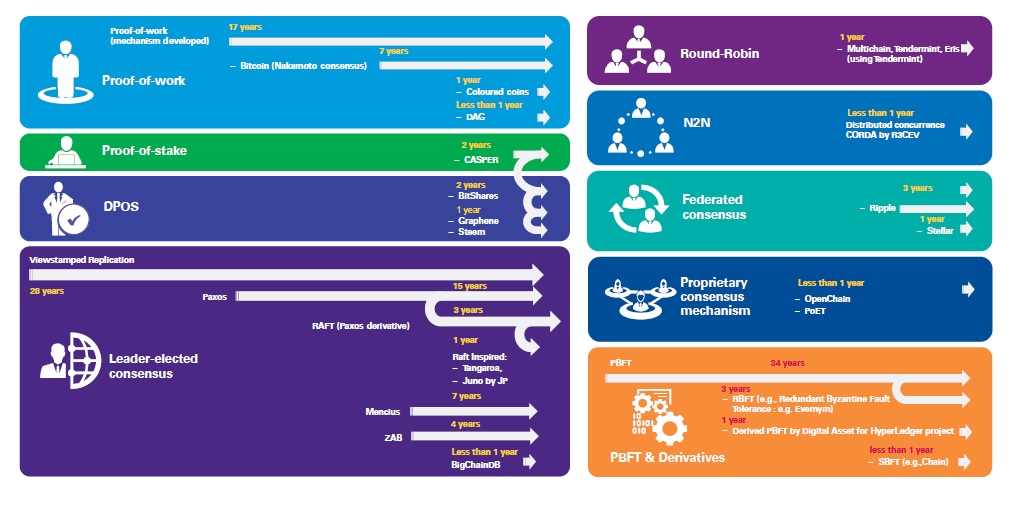 Proof-of-work
(mechanism developed)
17 years
7 years
– Bitcoin (Nakamoto consensus)
Proof-of-work
1 year
– Coloured coins
Less than 1 year
– DAG
Proof-of-stake
2 years
– CASPER
DPOS
2 years
– BitShares
1 year
– Graphene
– Steem
Viewstamped Replication
28 years
Paxos
15 years
3 years
RAFT (Paxos derivative)
1 year
Raft Inspired:
– Tangaroa,
– Juno by JP
Leader-elected
consensus
7 years
Mencius
4 years
ZAB
Less than 1 year
BigChainDB
Round-Robin
1 year
– Multichain, Tendermint, Eris
(using Tendermint)
N2N
Less than 1 year
Distributed concurrence
CORDA by R3CEV
Federated
consensus
3 years
– Ripple
1 year
– Stellar
Proprietary
consensus
mechanism
Less than 1 year
– OpenChain
– PoET
PBFT
34 years
3 years
– RBFT (e.g., Redundant Byzantine Fault
Tolerance : e.g. Evernym)
1 year
– Derived PBFT by Digital Asset for HyperLedger project
less than 1 year
– SBFT (e.g.,Chain)
PBFT & Derivatives
01
10
1010
010